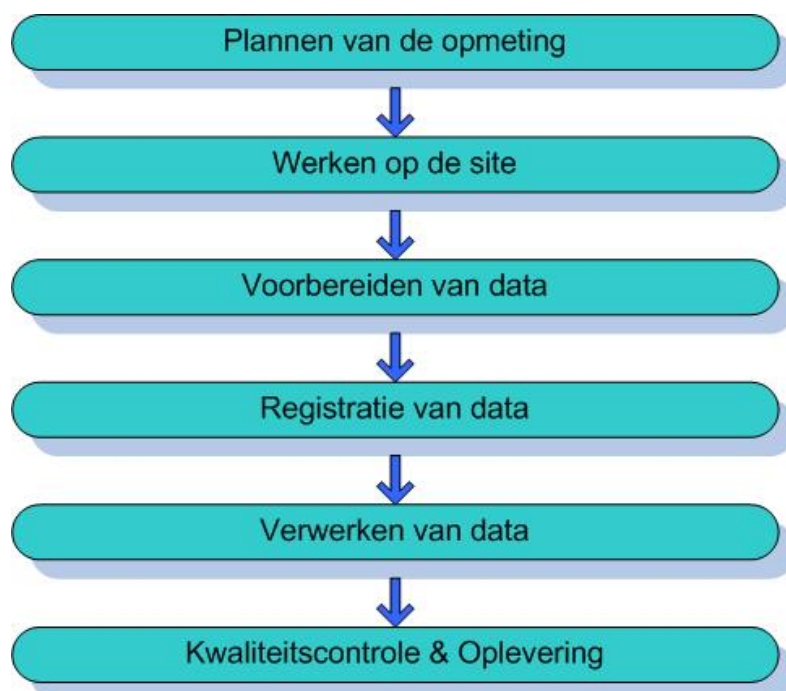 Plannen van de opmeting
Werken op de site
Voorbereiden van data
Registratie van data
Verwerken van data
Kwaliteitscontrole & Oplevering